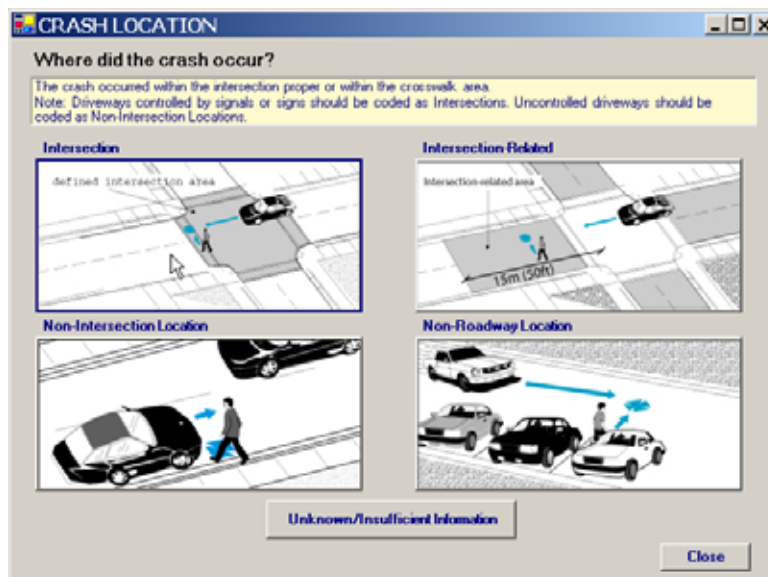 CRASH LOCATION
Where did the crash occur?
The crash occurred within the intersection proper or within the crosswalk area.
Note: Driveways controlled by signals or signs should be coded as Intersections. Uncontrolled driveways should be
coded as Non-Intersection Locations.
Intersection
Intersection-Related
defined intersection area
Intersection-related area
15m (50ft)
Non-Intersection Location
Non-Roadway Location
Unknown/Insufficient Information
Close